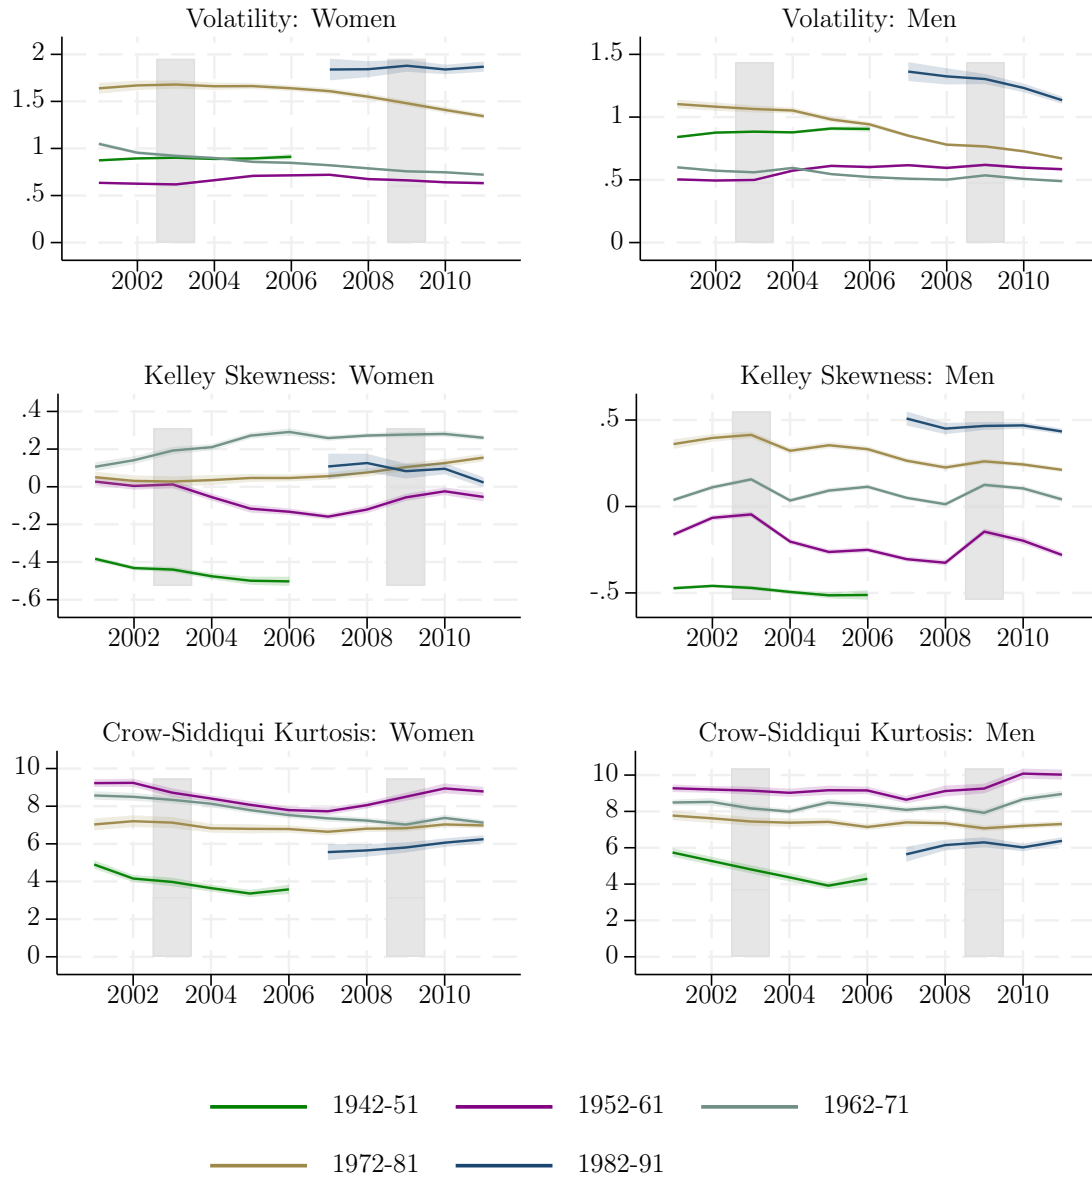 Volatility: Women
2
1.5
1
.5
0
2002 2004 2006 2008 2010
Volatility: Men
1.5
1
.5
0
2002 2004 2006 2008 2010
Kelley Skewness: Women
.4
.2
0
-.2
-.4
-.6
2002 2004 2006 2008 2010
Kelley Skewness: Men
.5
0
-.5
2002 2004 2006 2008 2010
Crow-Siddiqui Kurtosis: Women
10
8
6
4
2
0
2002 2004 2006 2008 2010
Crow-Siddiqui Kurtosis: Men
10
8
6
4
2
0
2002 2004 2006 2008 2010
1942-51 1952-61 1962-71
1972-81 1982-91